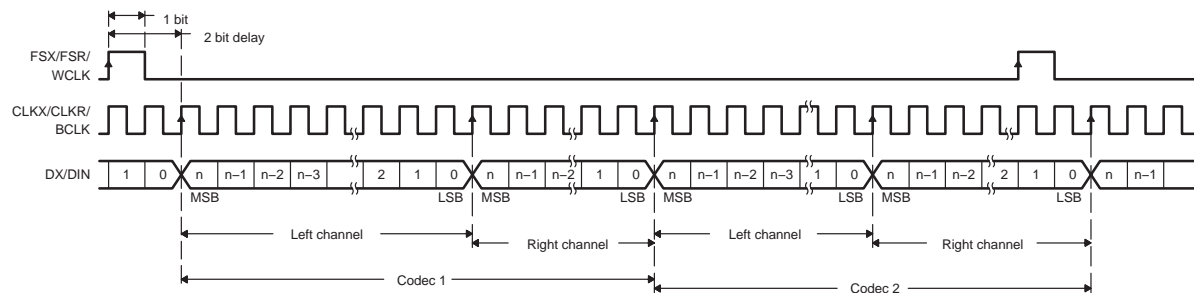 1 bit
2 bit delay
FSX/FSR/
WCLK
CLKX/CLKR/
BCLK
DX/DIN
1 0 n n–1 n–2 n–3 2 1 0 n n–1 n–2 1 0 n n–1 n–2 n–3 1 0 n n–1 n–2 2 1 0 n n–1
MSB LSB MSB LSB MSB LSB MSB LSB
Left channel Right channel Left channel Right channel
Codec 1 Codec 2